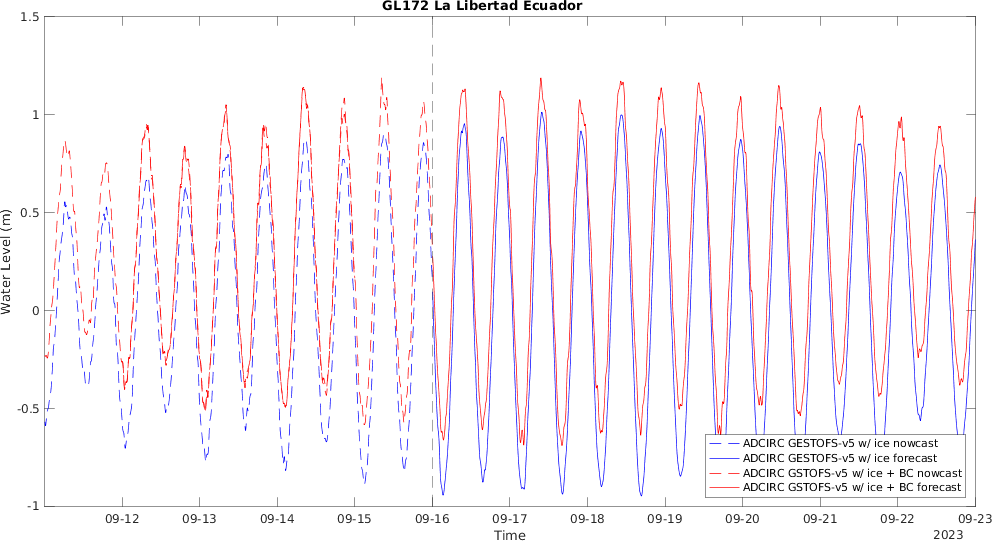 GL172 La Libertad Ecuador
1.5
1
0.5
0
-0.5
-1
Water Level (m)
09-12 09-13 09-14 09-15 09-16 09-17 09-18 09-19 09-20 09-21 09-22 09-23
Time
2023
ADCIRC GESTOFS-v5 w/ ice nowcast
ADCIRC GESTOFS-v5 w/ ice forecast
ADCIRC GSTOFS-v5 w/ ice + BC nowcast
ADCIRC GSTOFS-v5 w/ ice + BC forecast